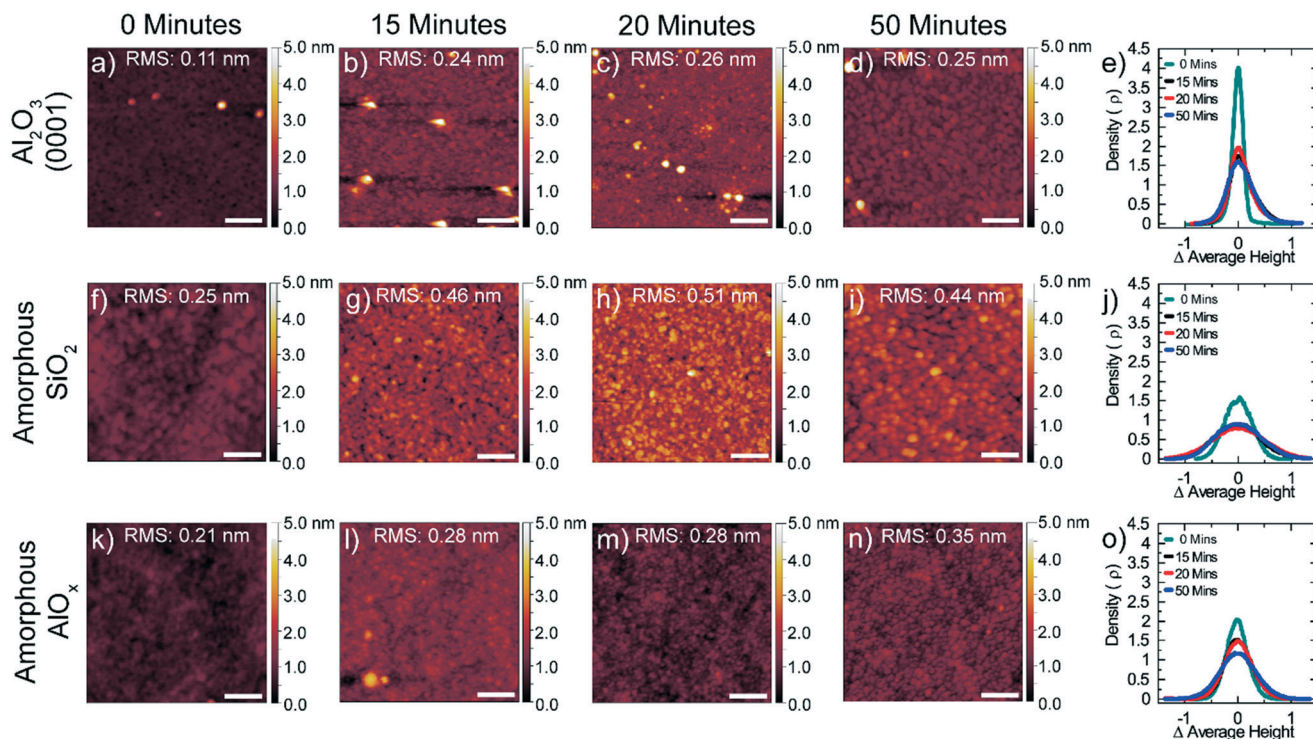 0 Minutes 15 Minutes 20 Minutes 50 Minutes
Al2O3
(0001)
a) RMS: 0.11 nm
5.0 nm
4.0
3.0
2.0
1.0
0.0
b) RMS: 0.24 nm
5.0 nm
4.0
3.0
2.0
1.0
0.0
c) RMS: 0.26 nm
5.0 nm
4.0
3.0
2.0
1.0
0.0
d) RMS: 0.25 nm
5.0 nm
4.0
3.0
2.0
1.0
0.0
e)
Density (ρ)
4.5
4
3.5
3
2.5
2
1.5
1
0.5
0
0 Mins
15 Mins
20 Mins
50 Mins
-1 0 1
Δ Average Height
Amorphous
SiO2
f) RMS: 0.25 nm
5.0 nm
4.0
3.0
2.0
1.0
0.0
g) RMS: 0.46 nm
5.0 nm
4.0
3.0
2.0
1.0
0.0
h) RMS: 0.51 nm
5.0 nm
4.0
3.0
2.0
1.0
0.0
i) RMS: 0.44 nm
5.0 nm
4.0
3.0
2.0
1.0
0.0
j)
Density (ρ)
4.5
4
3.5
3
2.5
2
1.5
1
0.5
0
0 Mins
15 Mins
20 Mins
50 Mins
-1 0 1
Δ Average Height
Amorphous
AlOx
k) RMS: 0.21 nm
5.0 nm
4.0
3.0
2.0
1.0
0.0
l) RMS: 0.28 nm
5.0 nm
4.0
3.0
2.0
1.0
0.0
m) RMS: 0.28 nm
5.0 nm
4.0
3.0
2.0
1.0
0.0
n) RMS: 0.35 nm
5.0 nm
4.0
3.0
2.0
1.0
0.0
o)
Density (ρ)
4.5
4
3.5
3
2.5
2
1.5
1
0.5
0
0 Mins
15 Mins
20 Mins
50 Mins
-1 0 1
Δ Average Height